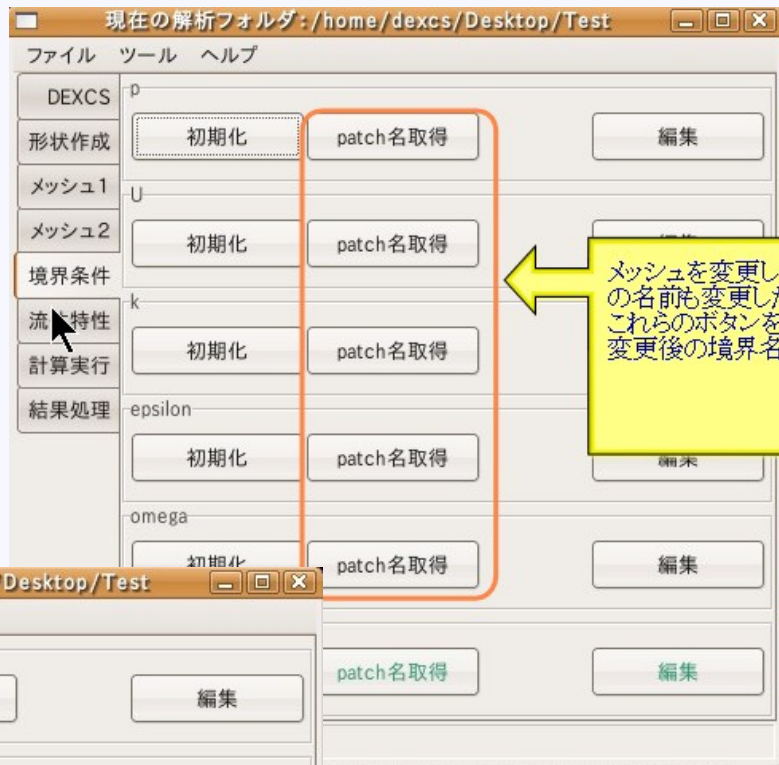 現在の解析フォルダ:/home/dexcs/Desktop/Test
ファイル ツール ヘルプ
DEXCS
形状作成
メッシュ1
メッシュ2
境界条件
計算実行
結果処理
p
初期化 patch名取得 編集
U
初期化 patch名取得
k
初期化 patch名取得
epsilon
初期化 patch名取得 編集
omega
初期化 patch名取得 編集
patch名取得 編集
メッシュを変更し
の名前も変更した
これらのボタンを
変更後の境界名
/Desktop/Test
編集